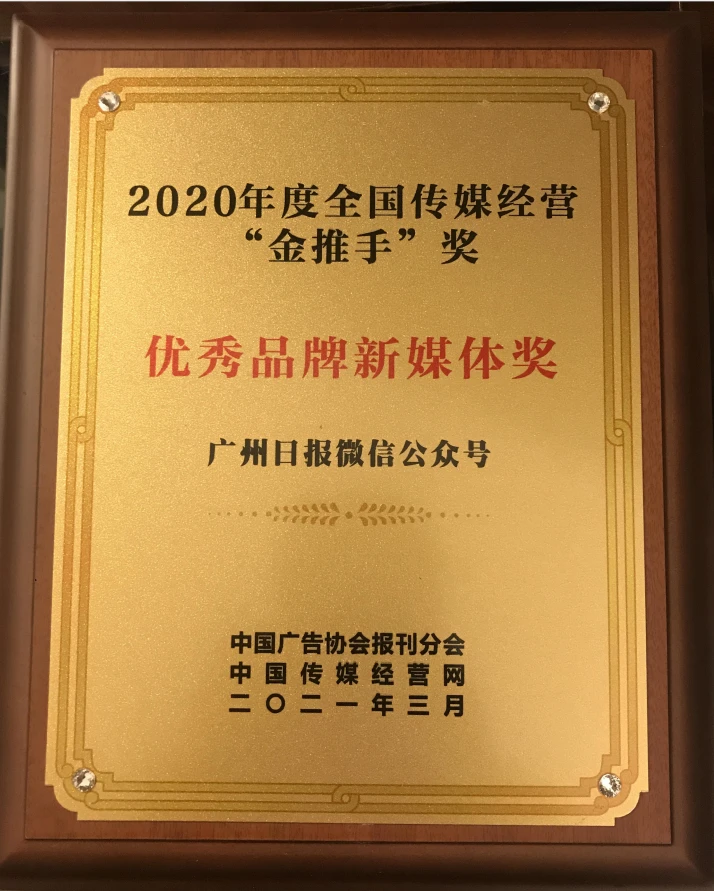 2020年度全国传媒经营
“金推手”奖
优秀品牌新媒体奖
广州日报微信公众号
中国广告协会报刊分会
中国传媒经营网
二〇二一年三月